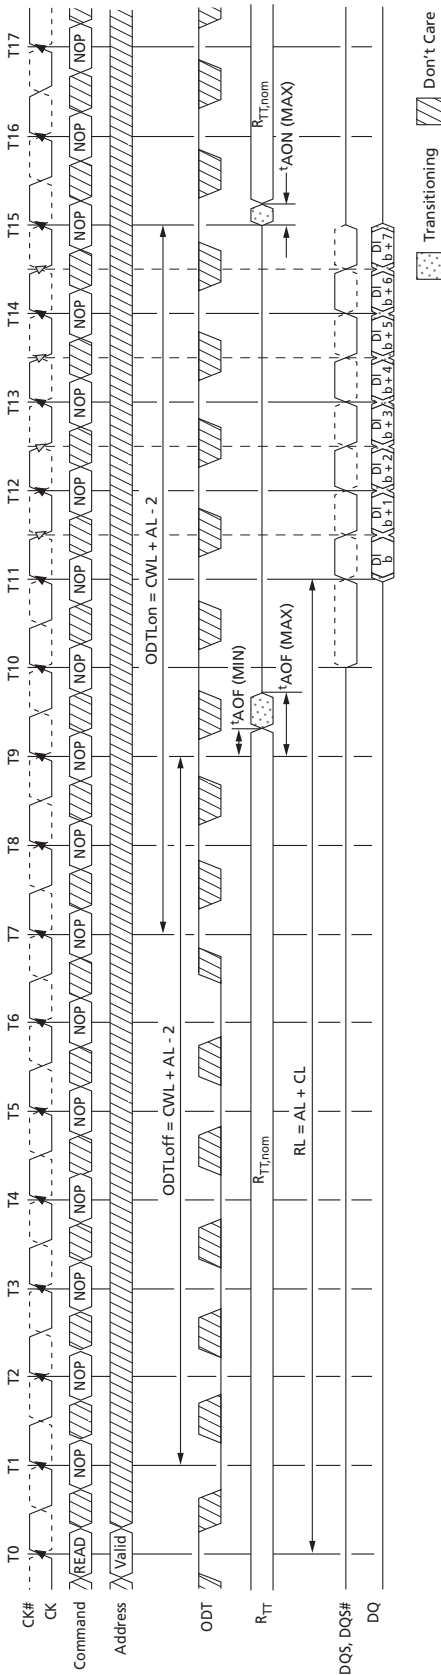 T0 T1 T2 T3 T4 T5 T6 T7 T8 T9 T10 T11 T12 T13 T14 T15 T16 T17
CK#
CK
Command READ NOP NOP NOP NOP NOP NOP NOP NOP NOP NOP NOP NOP NOP NOP NOP NOP NOP
Address Valid
ODTLon = CWL + AL - 2
ODTLoff = CWL + AL - 2
ODT
tAOF (MIN)
RTT RTT,nom RTT,nom
tAOF (MAX) tAON (MAX)
RL = AL + CL
DQS, DQS#
DQ DI b DI b + 1 DI b + 2 DI b + 3 DI b + 4 DI b + 5 DI b + 6 DI b + 7
Transitioning Don't Care